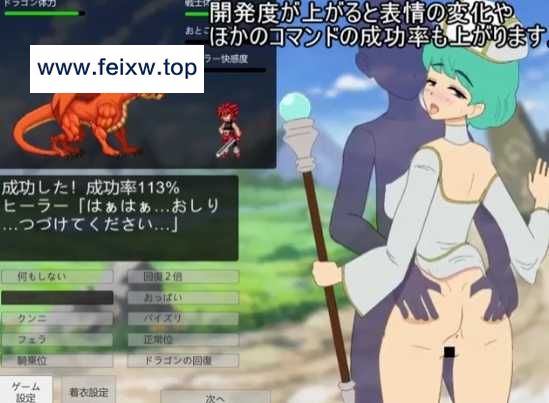 ドラゴン体力
戦士体
おとこ
ラー快感度
開発度が上がると表情の変化や
ほかのコマンドの成功率も上がります。
www.feixw.top
成功した！成功率113%
ヒーラー「はぁはぁ…おしり
…つづけてください…」
何もしない
回復２倍
おっぱい
クンニ
パイズリ
フェラ
正常位
騎乗位
ドラゴンの回復
ゲーム
設定
着衣設定
次へ